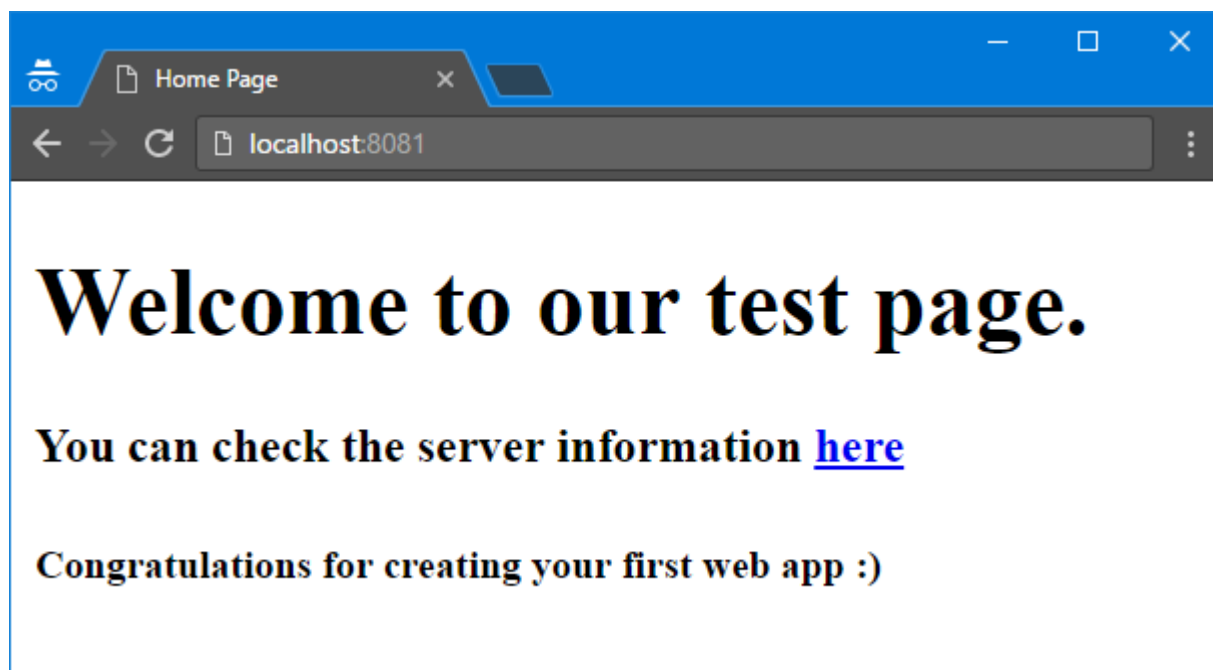 Home Page
localhost:8081
Welcome to our test page.
You can check the server information here
Congratulations for creating your first web app :)